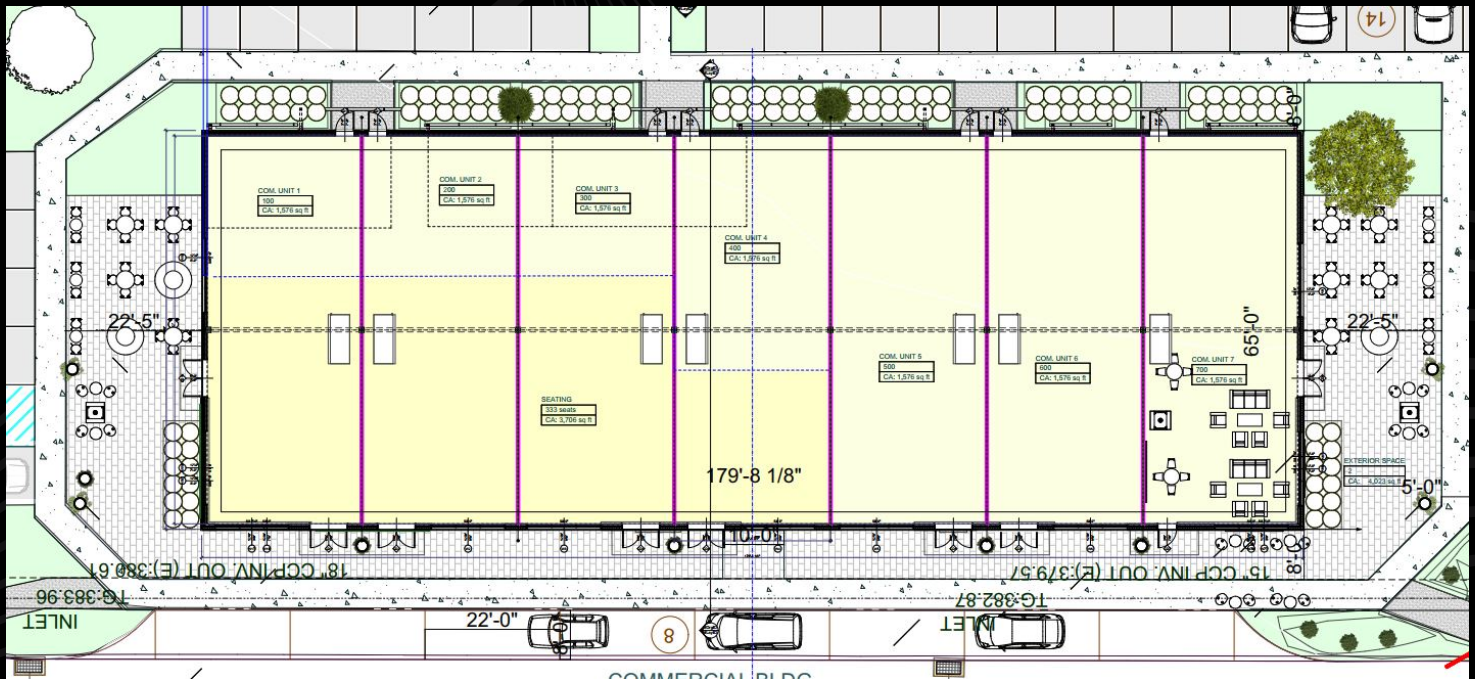 14
6'-0"
COM. UNIT 1
100
CA: 1,576 sq ft
COM. UNIT 2
200
CA: 1,576 sq ft
COM. UNIT 3
300
CA: 1,576 sq ft
COM. UNIT 4
400
CA: 1,576 sq ft
22'-5"
65'-0"
22'-5"
COM. UNIT 5
500
CA: 1,576 sq ft
COM. UNIT 6
600
CA: 1,576 sq ft
COM. UNIT 7
700
CA: 1,576 sq ft
SEATING
333 seats
CA: 3,706 sq ft
179'-8 1/8"
EXTERIOR SPACE
2
CA: 4,023 sq ft
5'-0"
10'-0"
8'-0"
18" CCP INV. OUT (E):380.61
15" CCP INV. OUT (E):379.57
TG:383.96
TG:382.87
INLET
INLET
22'-0"
8'-0"
8
COMMERCIAL BLDG